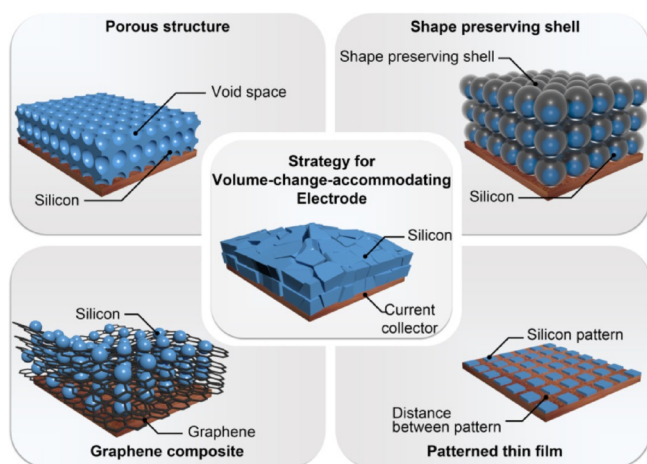 Porous structure
Void space
Silicon
Shape preserving shell
Shape preserving shell
Silicon
Strategy for
Volume-change-accommodating
Electrode
Silicon
Current
collector
Silicon
Graphene
Graphene composite
Silicon pattern
Distance
between pattern
Patterned thin film